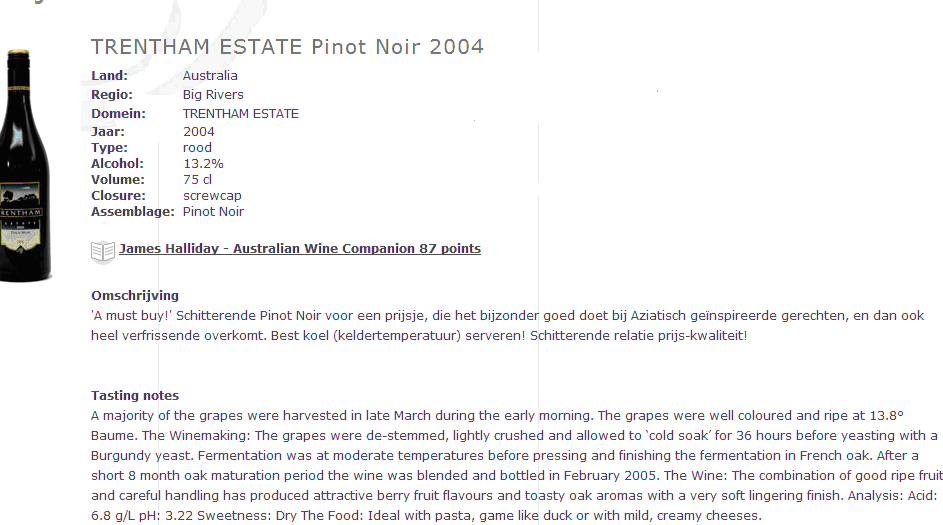 TRENTHAM ESTATE Pinot Noir 2004
Land: Australia
Regio: Big Rivers
Domein: TRENTHAM ESTATE
Jaar: 2004
Type: rood
Alcohol: 13.2%
Volume: 75 cl
Closure: screwcap
Assemblage: Pinot Noir
RENTHAM
ESTATE
James Halliday - Australian Wine Companion 87 points
Omschrijving
'A must buy!' Schitterende Pinot Noir voor een prijsje, die het bijzonder goed doet bij Aziatisch geïnspireerde gerechten, en dan ook
heel verfrissende overkomt. Best koel (keldertemperatuur) serveren! Schitterende relatie prijs-kwaliteit!
Tasting notes
A majority of the grapes were harvested in late March during the early morning. The grapes were well coloured and ripe at 13.8°
Baume. The Winemaking: The grapes were de-stemmed, lightly crushed and allowed to ‘cold soak’ for 36 hours before yeasting with a
Burgundy yeast. Fermentation was at moderate temperatures before pressing and finishing the fermentation in French oak. After a
short 8 month oak maturation period the wine was blended and bottled in February 2005. The Wine: The combination of good ripe fruit
and careful handling has produced attractive berry fruit flavours and toasty oak aromas with a very soft lingering finish. Analysis: Acid:
6.8 g/L pH: 3.22 Sweetness: Dry The Food: Ideal with pasta, game like duck or with mild, creamy cheeses.